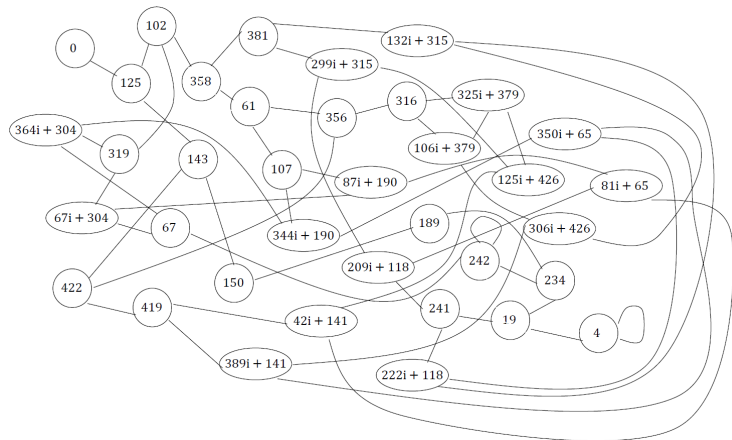 102
0
381
132i + 315
299i + 315
125
358
61
316
325i + 379
356
364i + 304
350i + 65
319
143
106i + 379
107
87i + 190
125i + 426
81i + 65
67i + 304
67
344i + 190
189
306i + 426
209i + 118
242
422
150
234
419
42i + 141
241
19
4
389i + 141
222i + 118